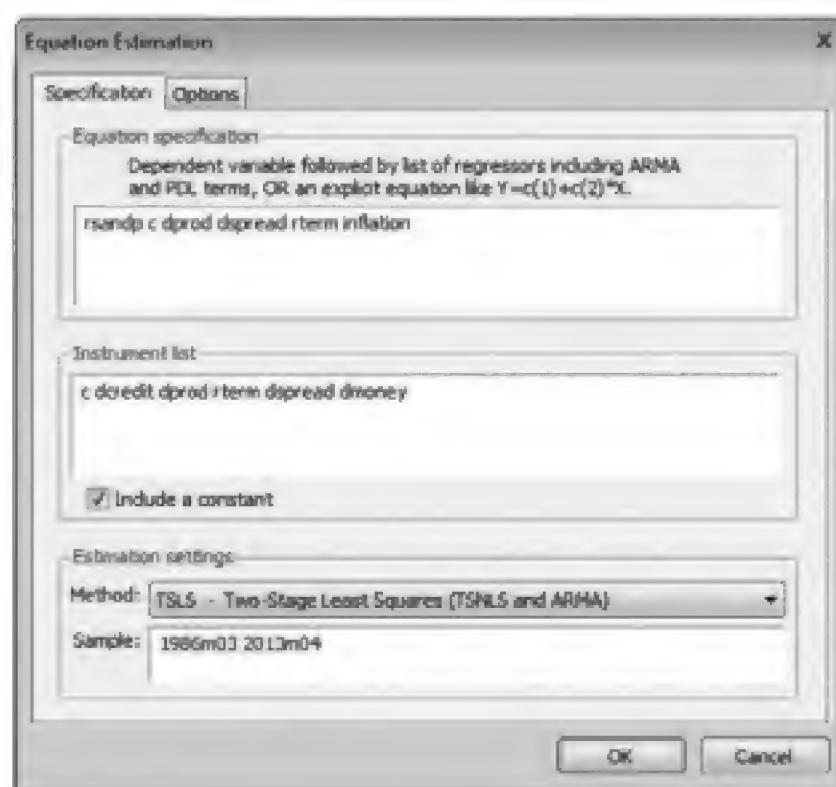 Equation Estimation
Specification
Options
Equation specification
Dependent variable followed by list of regressors including ARMA
and PDL terms, OR an explicit equation like Y=c(1)+c(2)*X.
rsandp c dprod dspread rterm inflation
Instrument list
c dcredit dprod rterm dspread dmoney
Include a constant
Estimation settings
Method: TSLS - Two-Stage Least Squares (TSNLS and ARMA)
Sample: 1986m03 2013m04
OK
Cancel